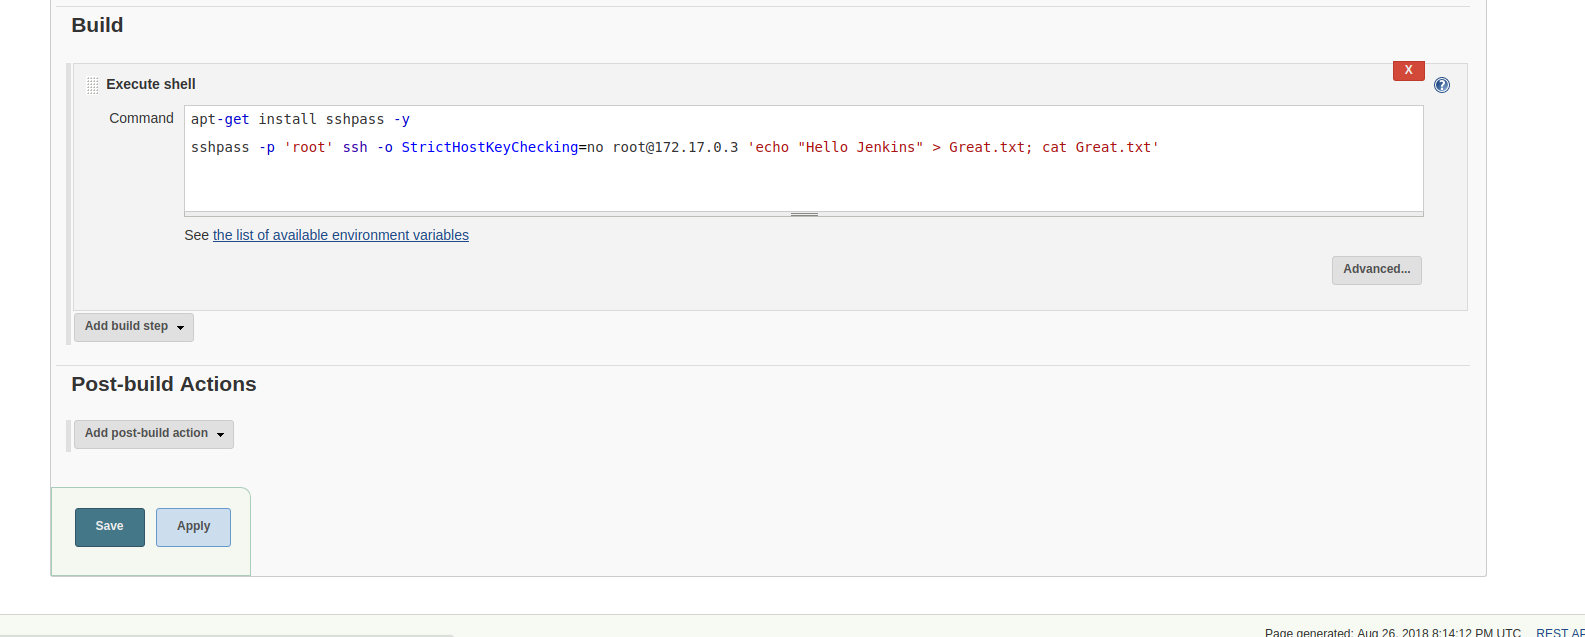 Build
Execute shell
X
?
Command
apt-get install sshpass -y
sshpass -p 'root' ssh -o StrictHostKeyChecking=no root@172.17.0.3 'echo "Hello Jenkins" > Great.txt; cat Great.txt'
See the list of available environment variables
Advanced...
Add build step
Post-build Actions
Add post-build action
Save
Apply
Page generated: Aug 26, 2018 8:14:12 PM UTC
REST AP